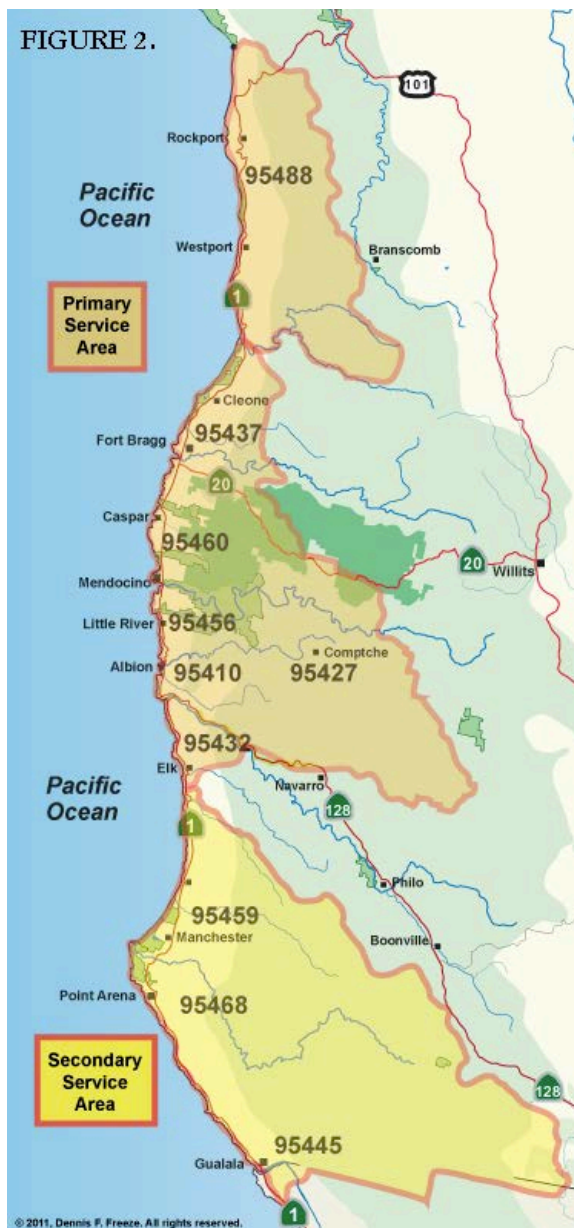 FIGURE 2.
101
Rockport
95488
Pacific
Ocean
Westport
Branscomb
1
Primary
Service
Area
Cleone
95437
Fort Bragg
20
Caspar
95460
20
Willits
Mendocino
Little River
95456
Comptche
Albion
95410
95427
95432
Elk
Navarro
Pacific
Ocean
128
1
Philo
95459
Manchester
Boonville
Point Arena
95468
Secondary
Service
Area
128
95445
Gualala
1
© 2011, Dennis F. Freeze. All rights reserved.